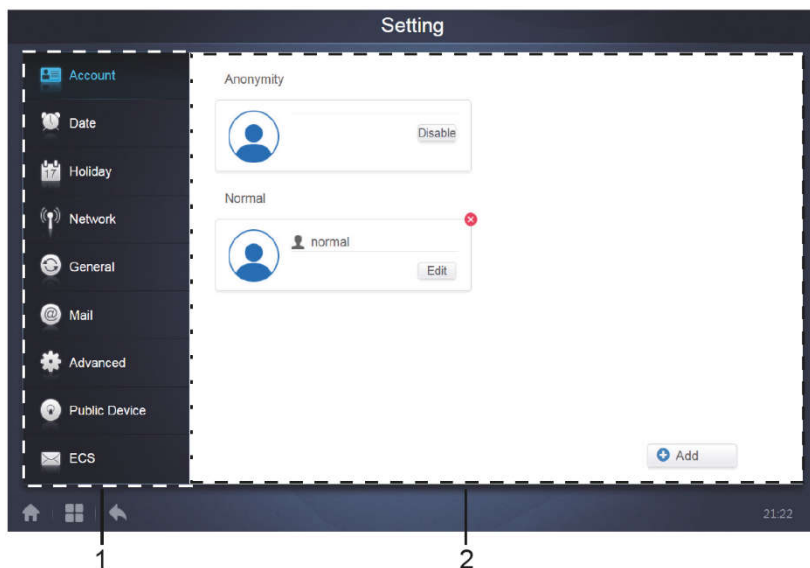 Setting
Account
Date
Holiday
Network
General
Mail
Advanced
Public Device
ECS
Anonymity
Disable
Normal
normal
Edit
Add
21:22
1
2